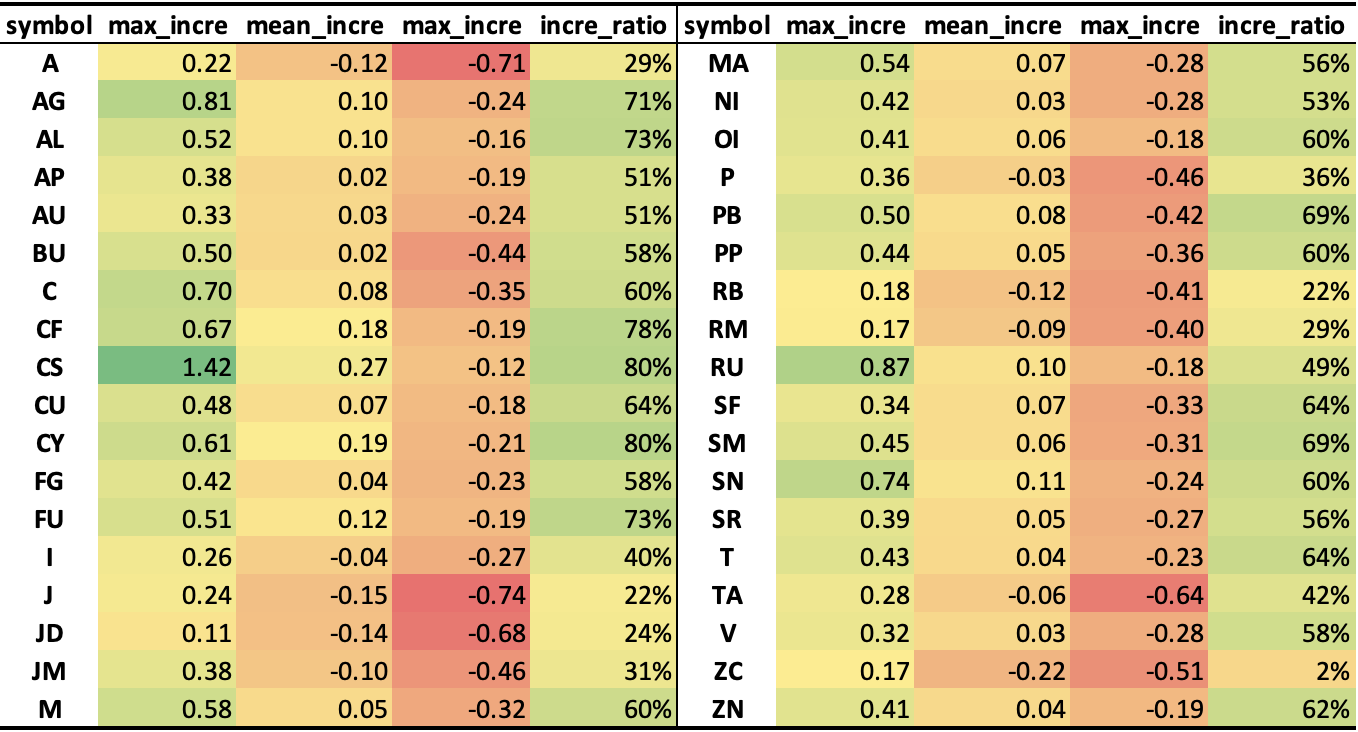 symbol max_incre mean_incre max_incre incre_ratio symbol max_incre mean_incre max_incre incre_ratio
A 0.22 -0.12 -0.71 29% MA 0.54 0.07 -0.28 56%
AG 0.81 0.10 -0.24 71% NI 0.42 0.03 -0.28 53%
AL 0.52 0.10 -0.16 73% OI 0.41 0.06 -0.18 60%
AP 0.38 0.02 -0.19 51% P 0.36 -0.03 -0.46 36%
AU 0.33 0.03 -0.24 51% PB 0.50 0.08 -0.42 69%
BU 0.50 0.02 -0.44 58% PP 0.44 0.05 -0.36 60%
C 0.70 0.08 -0.35 60% RB 0.18 -0.12 -0.41 22%
CF 0.67 0.18 -0.19 78% RM 0.17 -0.09 -0.40 29%
CS 1.42 0.27 -0.12 80% RU 0.87 0.10 -0.18 49%
CU 0.48 0.07 -0.18 64% SF 0.34 0.07 -0.33 64%
CY 0.61 0.19 -0.21 80% SM 0.45 0.06 -0.31 69%
FG 0.42 0.04 -0.23 58% SN 0.74 0.11 -0.24 60%
FU 0.51 0.12 -0.19 73% SR 0.39 0.05 -0.27 56%
I 0.26 -0.04 -0.27 40% T 0.43 0.04 -0.23 64%
J 0.24 -0.15 -0.74 22% TA 0.28 -0.06 -0.64 42%
JD 0.11 -0.14 -0.68 24% V 0.32 0.03 -0.28 58%
JM 0.38 -0.10 -0.46 31% ZC 0.17 -0.22 -0.51 2%
M 0.58 0.05 -0.32 60% ZN 0.41 0.04 -0.19 62%